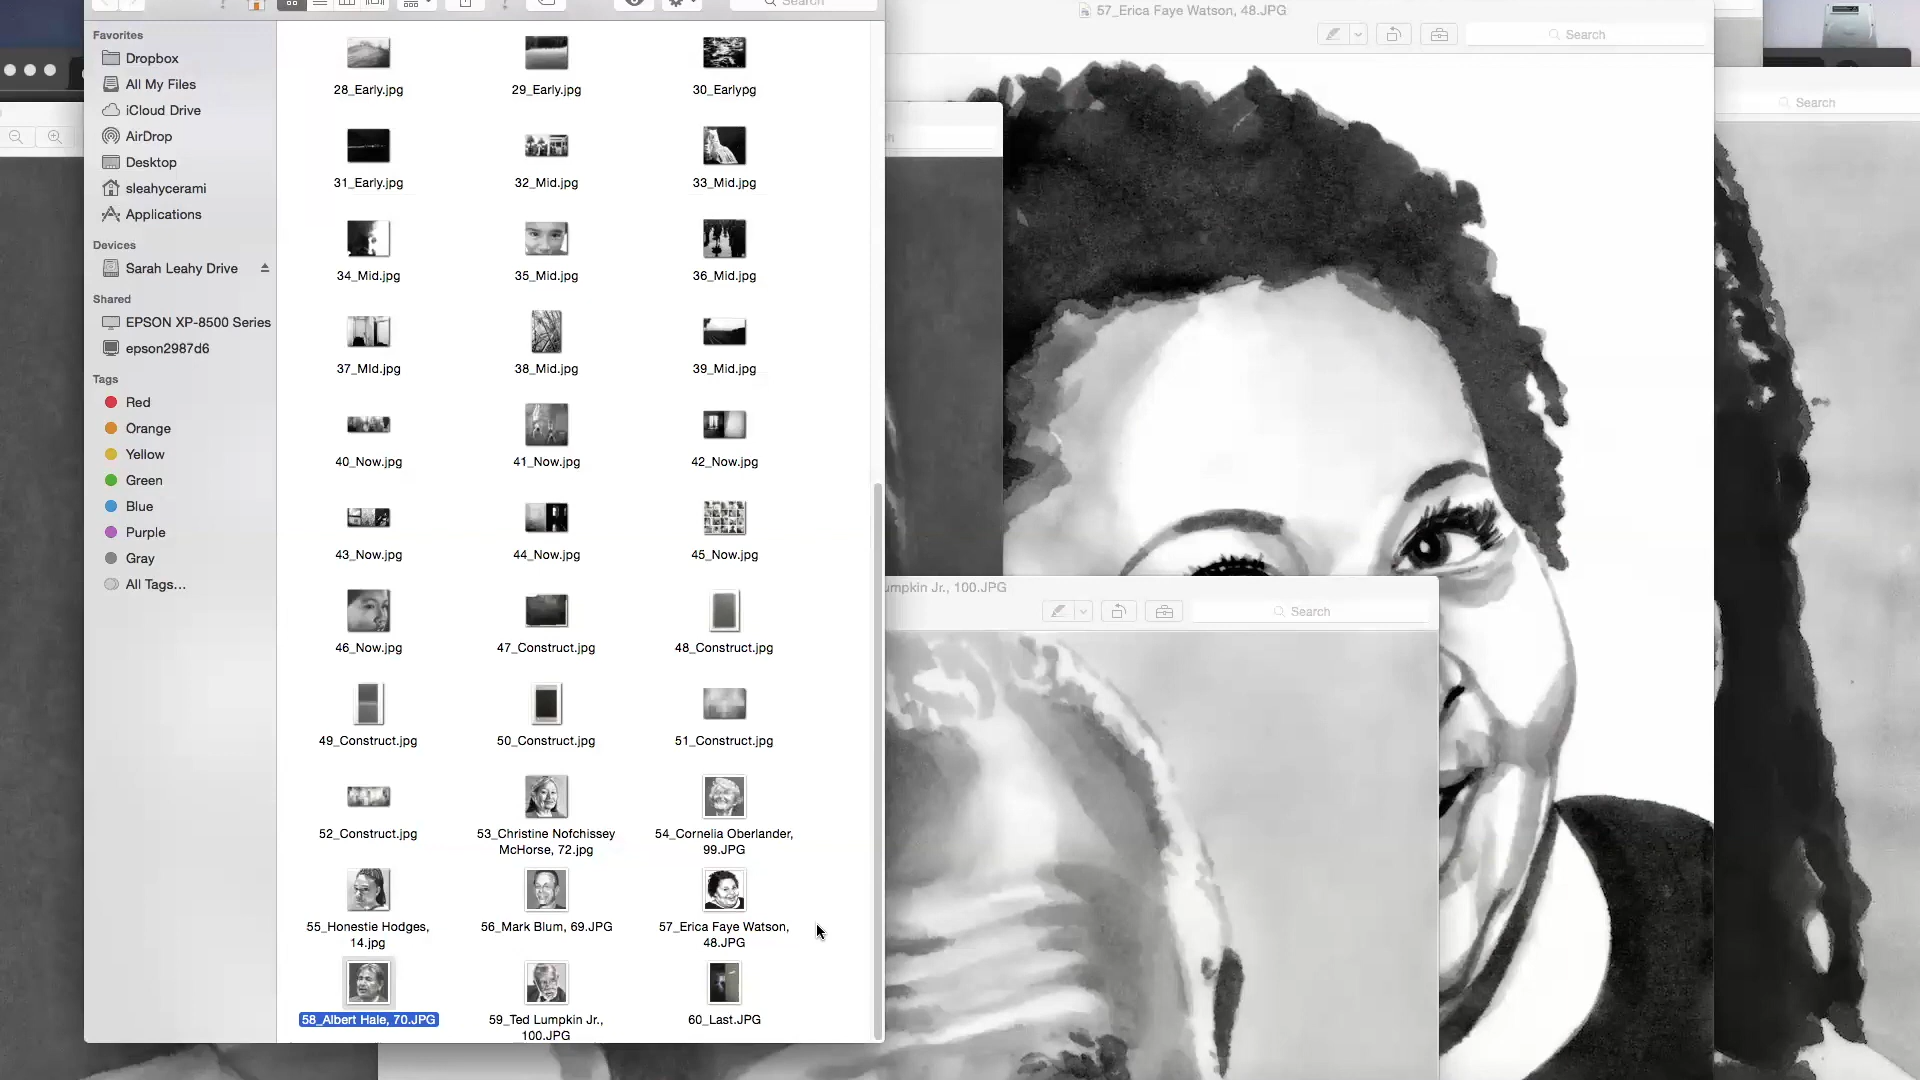 Search
57_Erica Faye Watson, 48.JPG
Search
Search
Favorites
Dropbox
All My Files
iCloud Drive
AirDrop
Desktop
sleahycerami
Applications
Devices
Sarah Leahy Drive
Shared
EPSON XP-8500 Series
epson2987d6
Tags
Red
Orange
Yellow
Green
Blue
Purple
Gray
All Tags...
28_Early.jpg
29_Early.jpg
30_Earlypg
31_Early.jpg
32_Mid.jpg
33_Mid.jpg
34_Mid.jpg
35_Mid.jpg
36_Mid.jpg
37_MId.jpg
38_Mid.jpg
39_Mid.jpg
40_Now.jpg
41_Now.jpg
42_Now.jpg
43_Now.jpg
44_Now.jpg
45_Now.jpg
46_Now.jpg
47_Construct.jpg
48_Construct.jpg
49_Construct.jpg
50_Construct.jpg
51_Construct.jpg
52_Construct.jpg
53_Christine Nofchissey
McHorse, 72.jpg
54_Cornelia Oberlander,
99.JPG
55_Honestie Hodges,
14.jpg
56_Mark Blum, 69.JPG
57_Erica Faye Watson,
48.JPG
58_Albert Hale, 70.JPG
59_Ted Lumpkin Jr.,
100.JPG
60_Last.JPG
umpkin Jr., 100.JPG
Search